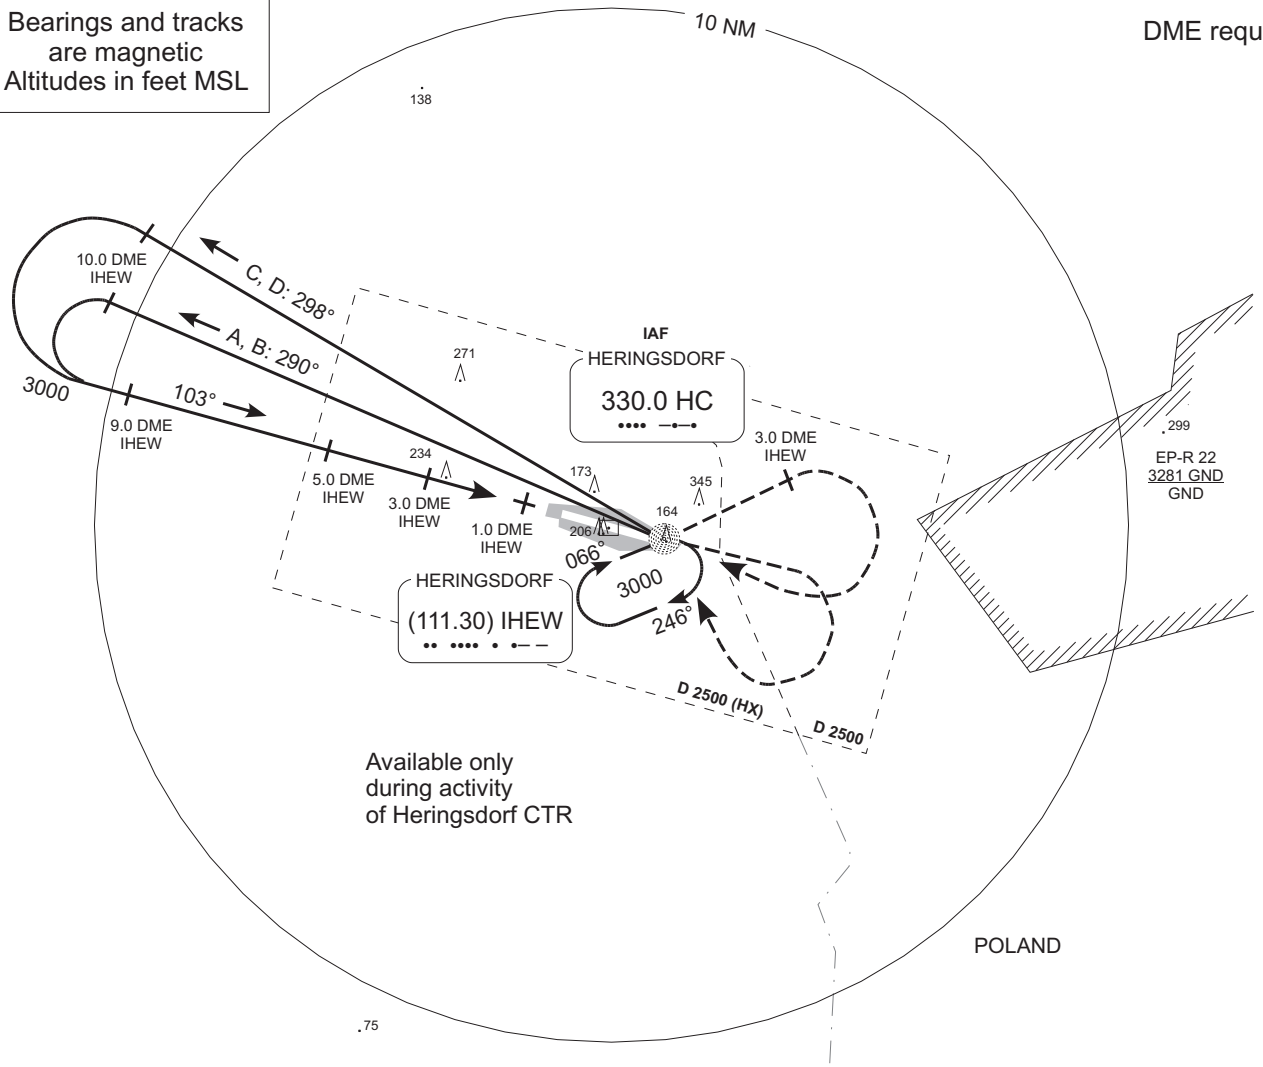 Bearings and tracks
are magnetic
Altitudes in feet MSL
10 NM
DME requ
138
10.0 DME
IHEW
C, D: 298°
A, B: 290°
3000
103°
9.0 DME
IHEW
271
IAF
HERINGSDORF
330.0 HC
3.0 DME
IHEW
299
EP-R 22
3281 GND
GND
234
5.0 DME
IHEW
3.0 DME
IHEW
1.0 DME
IHEW
173
345
164
206
066°
3000
246°
HERINGSDORF
(111.30) IHEW
D 2500 (HX)
D 2500
Available only
during activity
of Heringsdorf CTR
POLAND
75